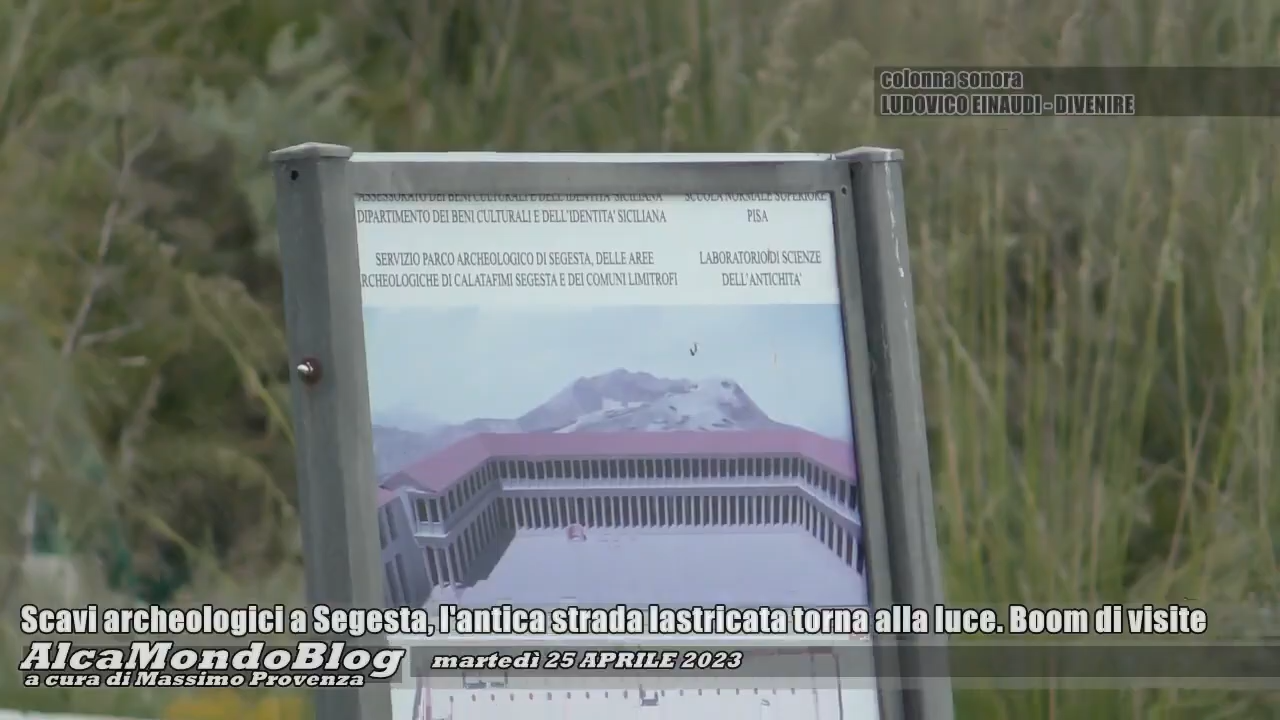 colonna sonora
LUDOVICO EINAUDI - DIVENIRE
ASSESSORATO DEI BENI CULTURALI E DELL'IDENTITA' SICILIANA
DIPARTIMENTO DEI BENI CULTURALI E DELL'IDENTITA' SICILIANA
SERVIZIO PARCO ARCHEOLOGICO DI SEGESTA, DELLE AREE
RCHEOLOGICHE DI CALATAFIMI SEGESTA E DEI COMUNI LIMITROFI
SCUOLA NORMALE SUPERIORE
PISA
LABORATORIO DI SCIENZE
DELL'ANTICHITA'
Scavi archeologici a Segesta, l'antica strada lastricata torna alla luce. Boom di visite
AlcaMondoBlog martedì 25 APRILE 2023
a cura di Massimo Provenza